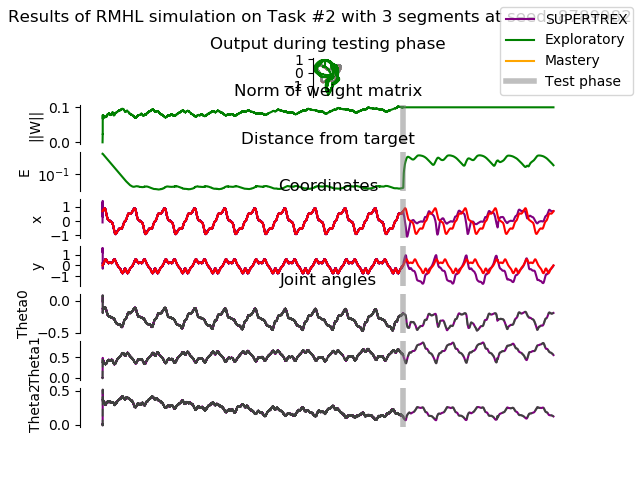 Results of RMHL simulation on Task #2 with 3 segments at
SUPERTREX
Exploratory
Mastery
Test phase
Output during testing phase
1
0
−1
Norm of weight matrix
||W||
0.1
0.0
Distance from target
E
10⁻¹
Coordinates
x
1
0
−1
y
1
0
−1
Joint angles
Theta0
0.0
−0.5
Theta1
0.5
0.0
Theta2
0.5
0.0